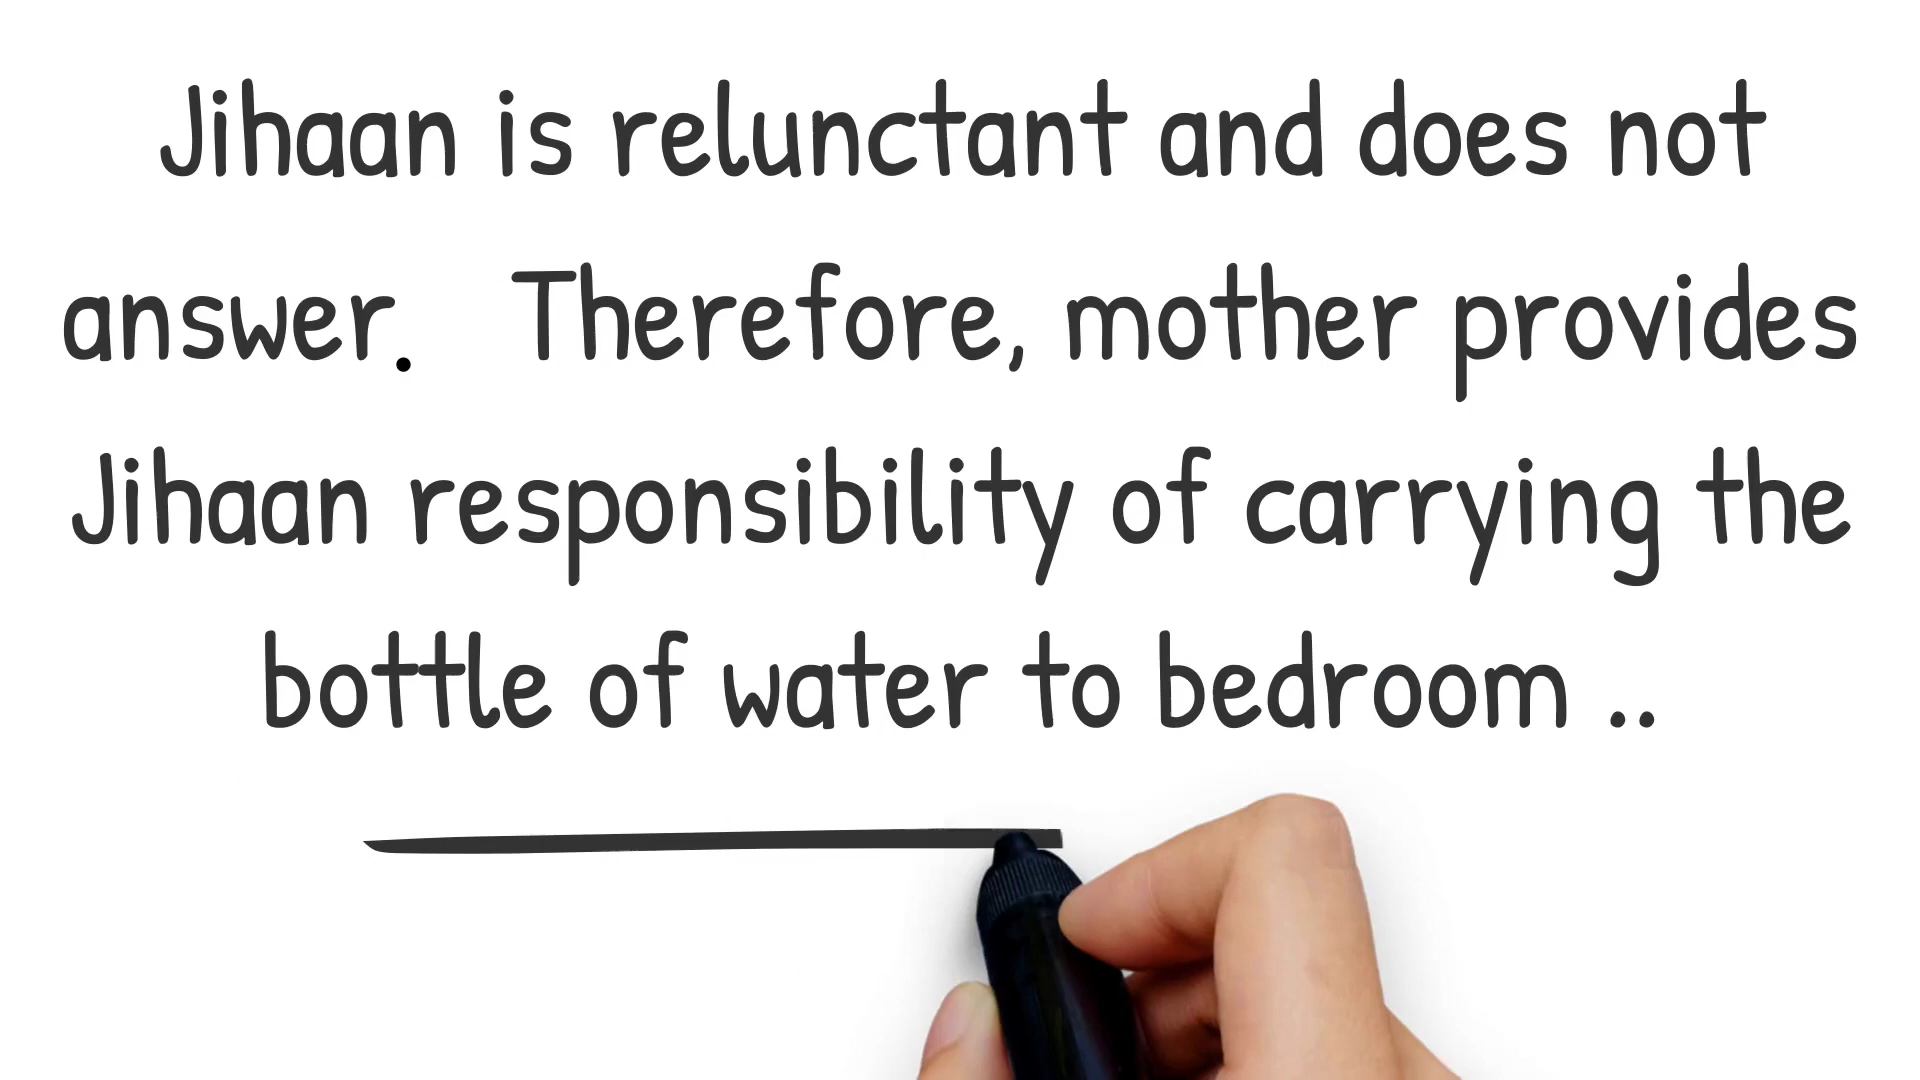 Jihaan is relunctant and does not
answer. Therefore, mother provides
Jihaan responsibility of carrying the
bottle of water to bedroom ..